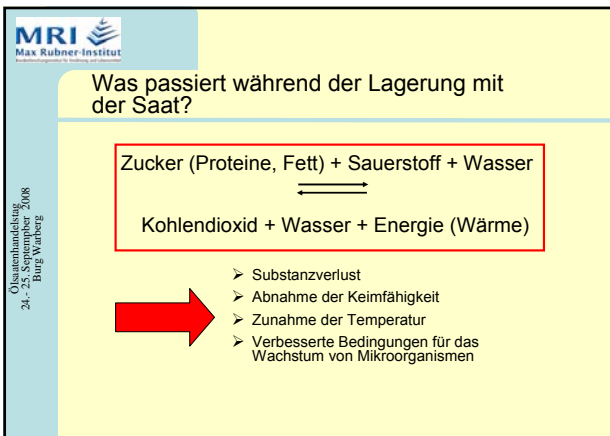 MRI
Max Rubner-Institut
Was passiert während der Lagerung mit
der Saat?
Zucker (Proteine, Fett) + Sauerstoff + Wasser
Kohlendioxid + Wasser + Energie (Wärme)
➢ Substanzverlust
➢ Abnahme der Keimfähigkeit
➢ Zunahme der Temperatur
➢ Verbesserte Bedingungen für das
Wachstum von Mikroorganismen
Ölsaatenhandelstag
24.- 25. September 2008
Burg Warberg